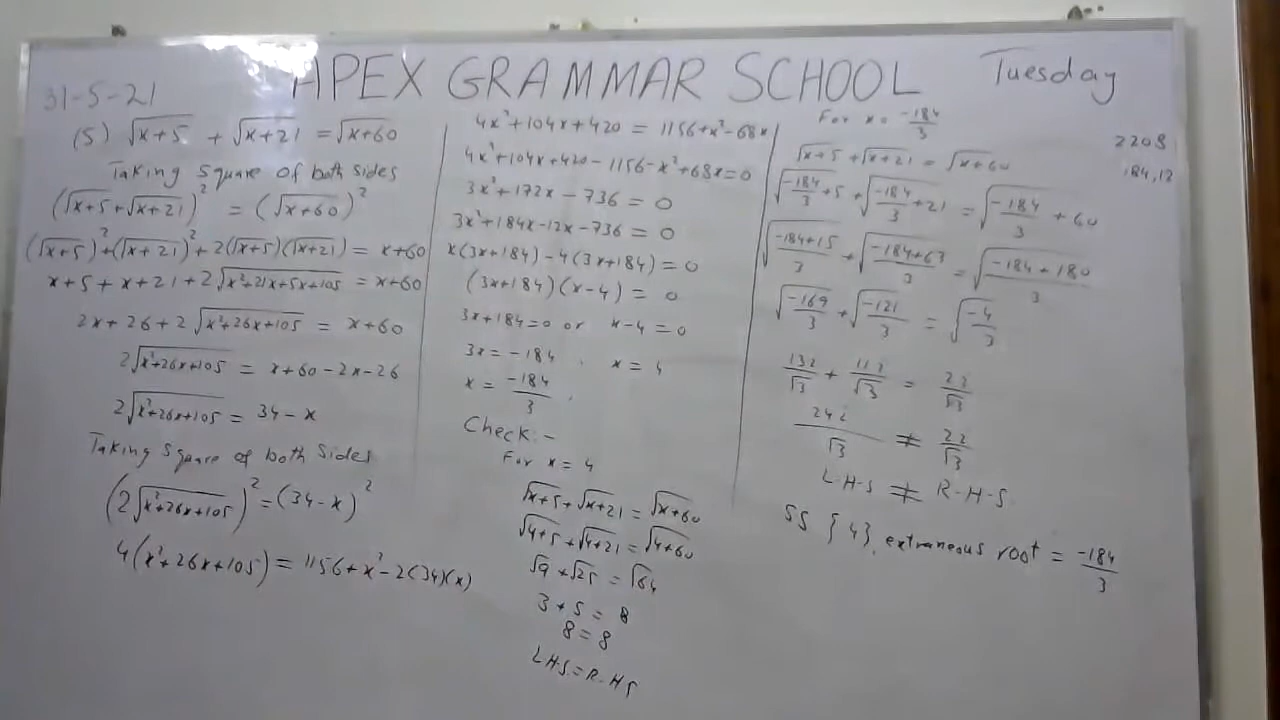 APEX GRAMMAR SCHOOL
Tuesday
31-5-21
(5) √(x+5) + √(x+21) = √(x+60)
Taking square of both sides
(√(x+5) + √(x+21))² = (√(x+60))²
(√(x+5))² + (√(x+21))² + 2(√(x+5))(√(x+21)) = x+60
x+5 + x+21 + 2√(x²+21x+5x+105) = x+60
2x + 26 + 2√(x²+26x+105) = x+60
2√(x²+26x+105) = x+60-2x-26
2√(x²+26x+105) = 34-x
Taking square of both sides
(2√(x²+26x+105))² = (34-x)²
4(x²+26x+105) = 1156+x²-2(34)(x)
4x²+104x+420 = 1156+x²-68x
4x²+104x+420-1156-x²+68x=0
3x²+172x-736 = 0
3x²+184x-12x-736 = 0
x(3x+184)-4(3x+184) = 0
(3x+184)(x-4) = 0
3x+184=0 or x-4=0
3x = -184 , x = 4
x = -184/3 .
Check:-
For x = 4
√(x+5) + √(x+21) = √(x+60)
√(4+5) + √(4+21) = √(4+60)
√9 + √25 = √64
3 + 5 = 8
8 = 8
L.H.S = R.H.S
For x = -184/3
√(x+5) + √(x+21) = √(x+60)
√(-184/3 + 5) + √(-184/3 + 21) = √(-184/3 + 60)
√((-184+15)/3) + √((-184+63)/3) = √((-184+180)/3)
√(-169/3) + √(-121/3) = √(-4/3)
13i/√3 + 11i/√3 = 2i/√3
24i/√3 ≠ 2i/√3
L.H.S ≠ R.H.S.
SS {4}, extraneous root = -184/3
2208
184,12